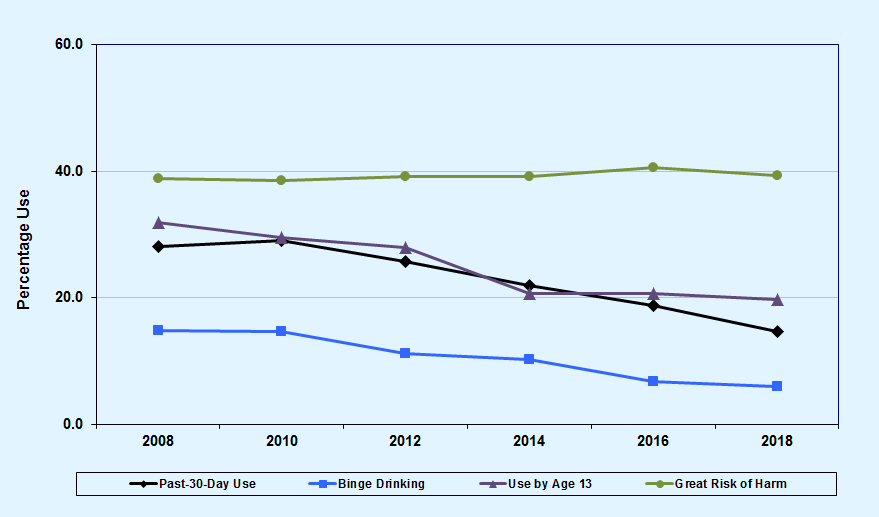 60.0
40.0
20.0
0.0
Percentage Use
2008 2010 2012 2014 2016 2018
Past-30-Day Use Binge Drinking Use by Age 13 Great Risk of Harm